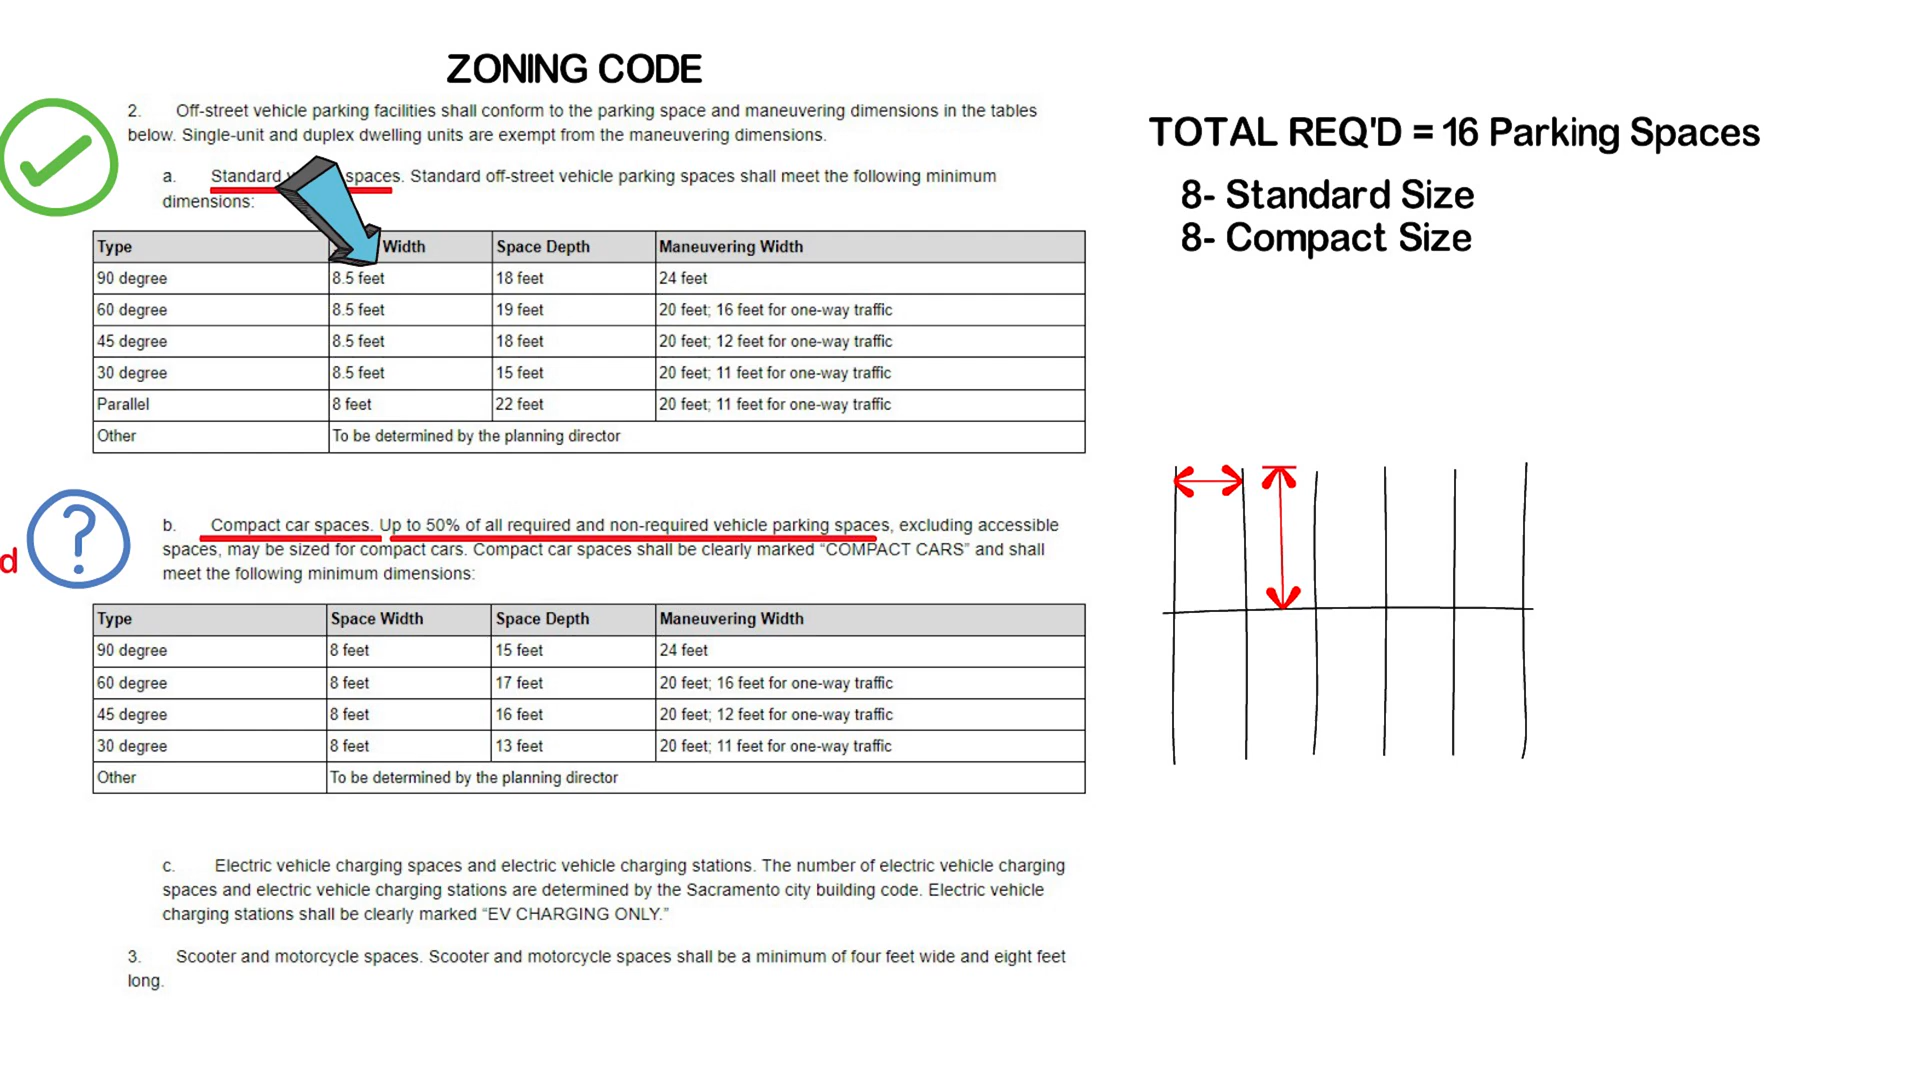 ZONING CODE
2. Off-street vehicle parking facilities shall conform to the parking space and maneuvering dimensions in the tables
below. Single-unit and duplex dwelling units are exempt from the maneuvering dimensions.
a. Standard spaces. Standard off-street vehicle parking spaces shall meet the following minimum
dimensions:
Type Width Space Depth Maneuvering Width
90 degree 8.5 feet 18 feet 24 feet
60 degree 8.5 feet 19 feet 20 feet; 16 feet for one-way traffic
45 degree 8.5 feet 18 feet 20 feet; 12 feet for one-way traffic
30 degree 8.5 feet 15 feet 20 feet; 11 feet for one-way traffic
Parallel 8 feet 22 feet 20 feet; 11 feet for one-way traffic
Other To be determined by the planning director
d
?
b. Compact car spaces. Up to 50% of all required and non-required vehicle parking spaces, excluding accessible
spaces, may be sized for compact cars. Compact car spaces shall be clearly marked “COMPACT CARS” and shall
meet the following minimum dimensions:
Type Space Width Space Depth Maneuvering Width
90 degree 8 feet 15 feet 24 feet
60 degree 8 feet 17 feet 20 feet; 16 feet for one-way traffic
45 degree 8 feet 16 feet 20 feet; 12 feet for one-way traffic
30 degree 8 feet 13 feet 20 feet; 11 feet for one-way traffic
Other To be determined by the planning director
c. Electric vehicle charging spaces and electric vehicle charging stations. The number of electric vehicle charging
spaces and electric vehicle charging stations are determined by the Sacramento city building code. Electric vehicle
charging stations shall be clearly marked “EV CHARGING ONLY.”
3. Scooter and motorcycle spaces. Scooter and motorcycle spaces shall be a minimum of four feet wide and eight feet
long.
TOTAL REQ'D = 16 Parking Spaces
8- Standard Size
8- Compact Size